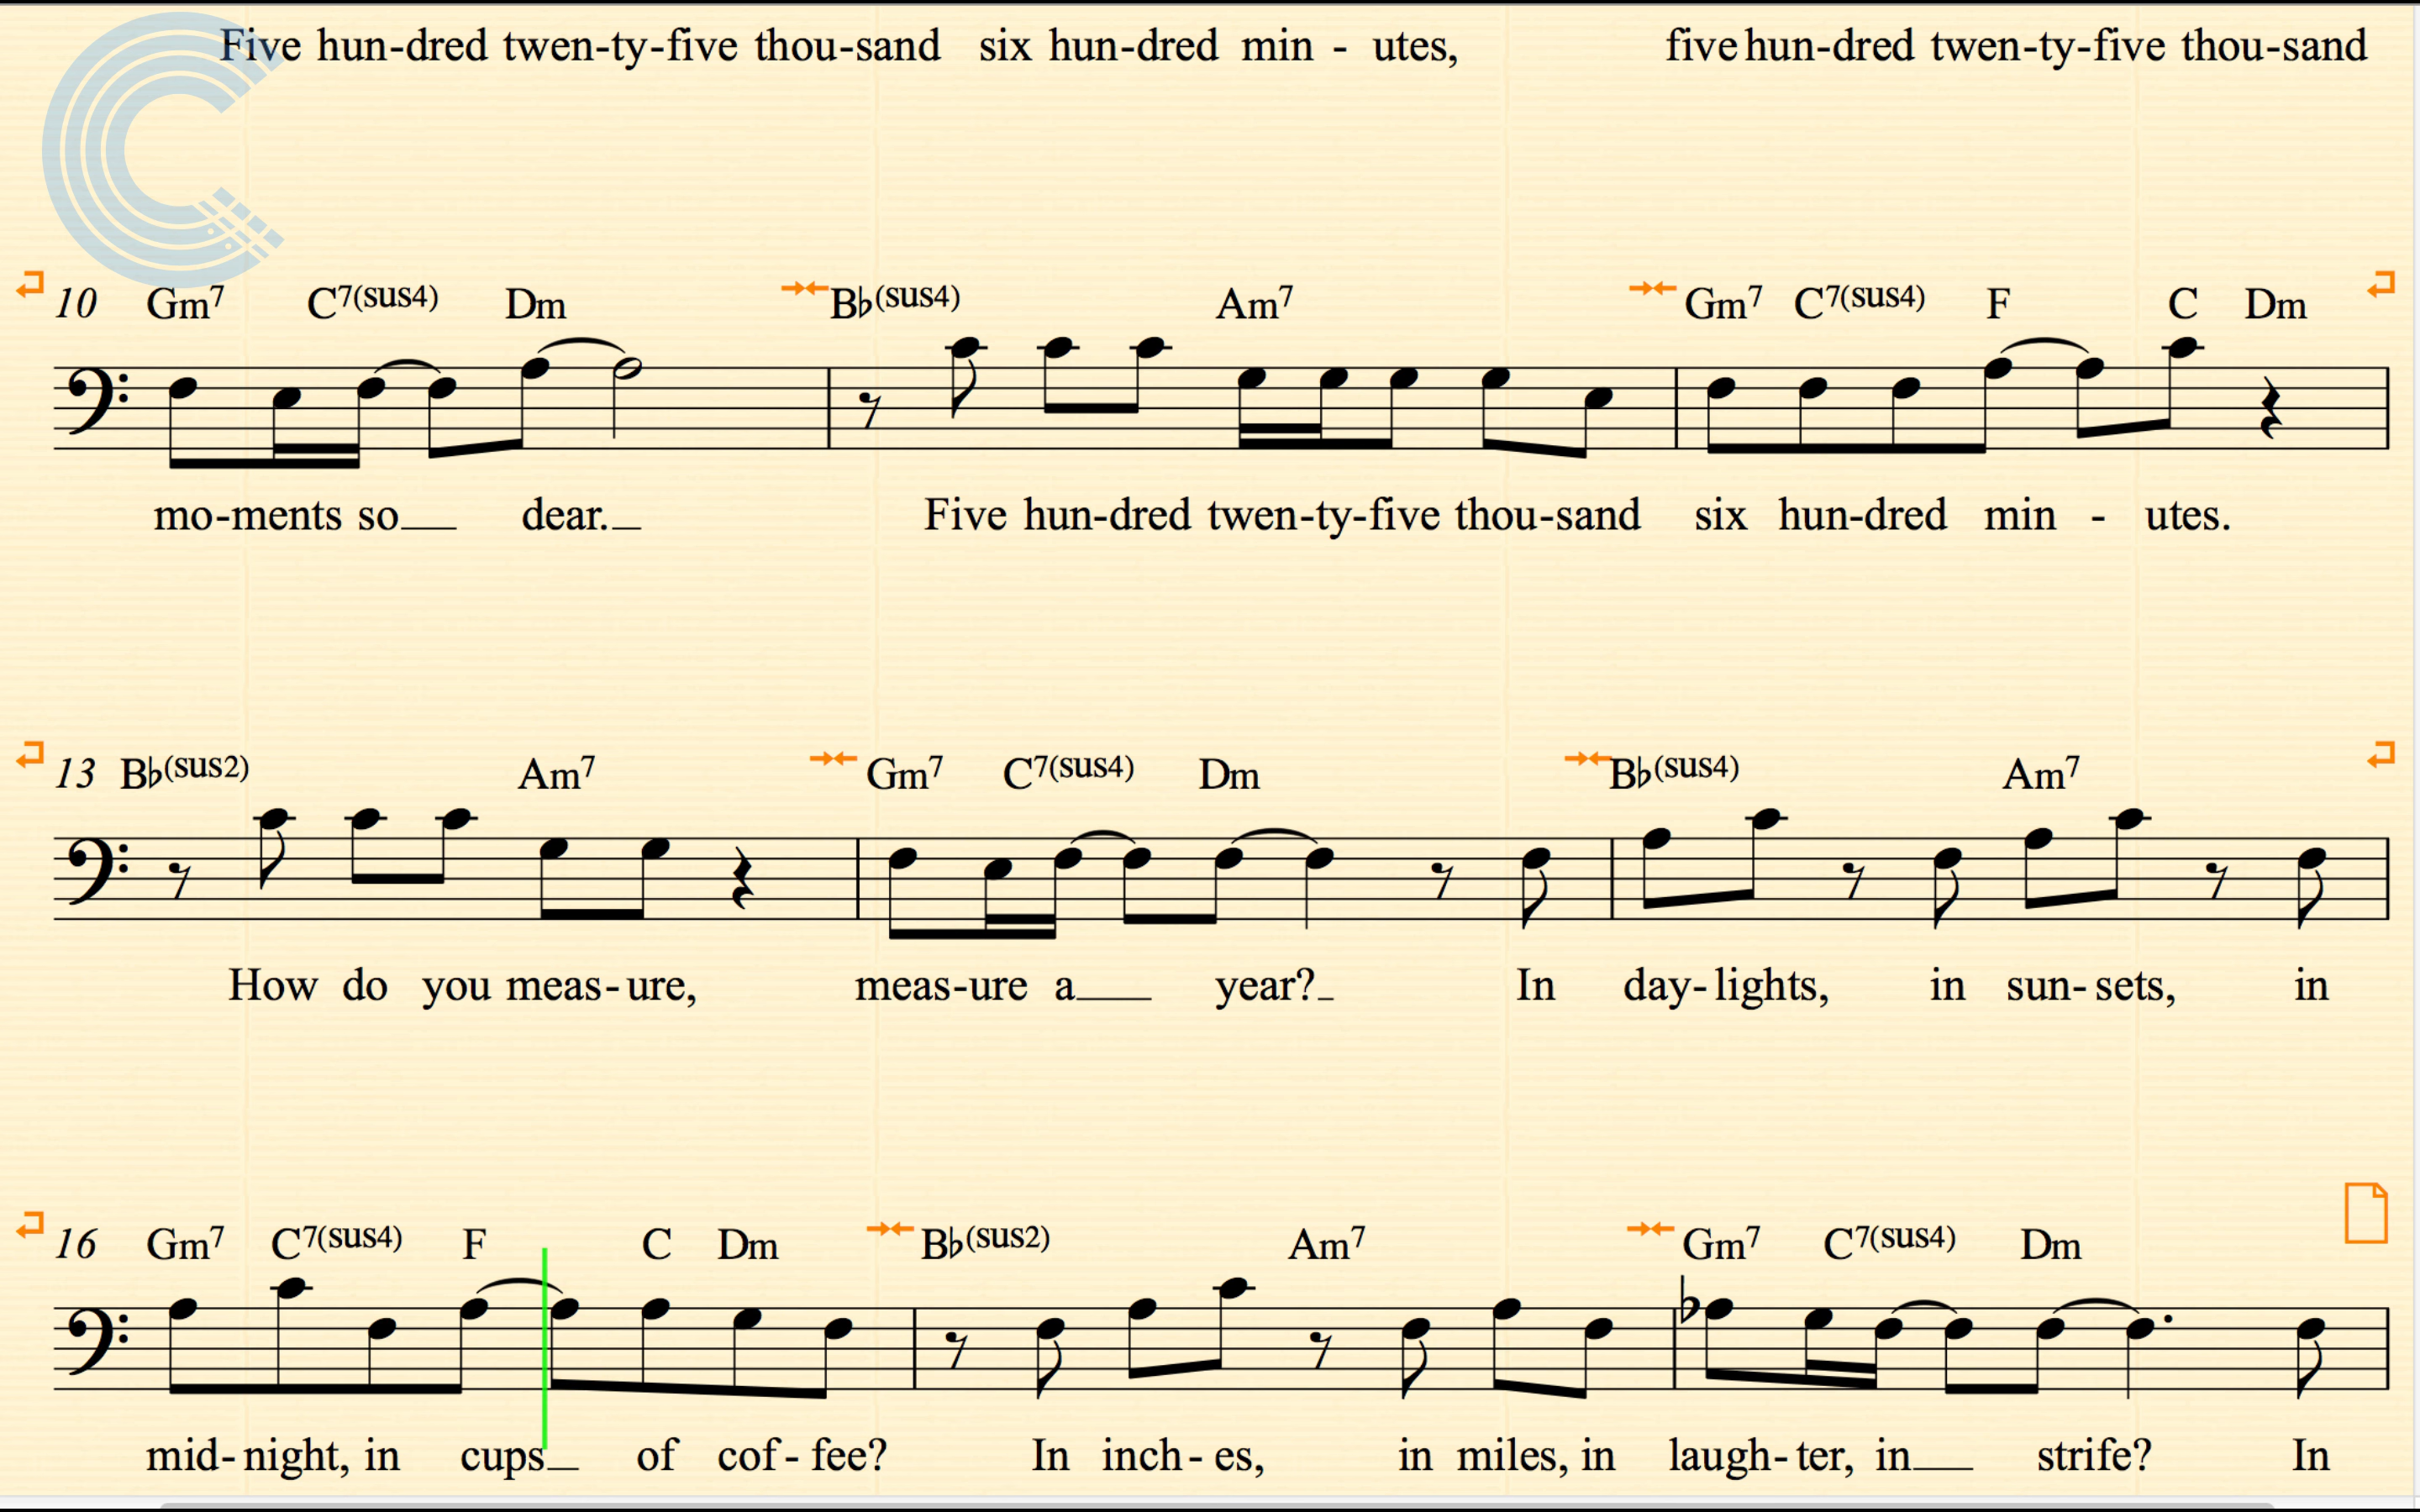 Five hun-dred twen-ty-five thou-sand six hun-dred min - utes, five hun-dred twen-ty-five thou-sand
10 Gm7 C7(sus4) Dm B♭(sus4) Am7 Gm7 C7(sus4) F C Dm
mo-ments so__ dear._ Five hun-dred twen-ty-five thou-sand six hun-dred min - utes.
13 B♭(sus2) Am7 Gm7 C7(sus4) Dm B♭(sus4) Am7
How do you meas-ure, meas-ure a__ year?_ In day-lights, in sun-sets, in
16 Gm7 C7(sus4) F C Dm B♭(sus2) Am7 Gm7 C7(sus4) Dm
mid-night, in cups_ of cof-fee? In inch-es, in miles, in laugh-ter, in__ strife? In